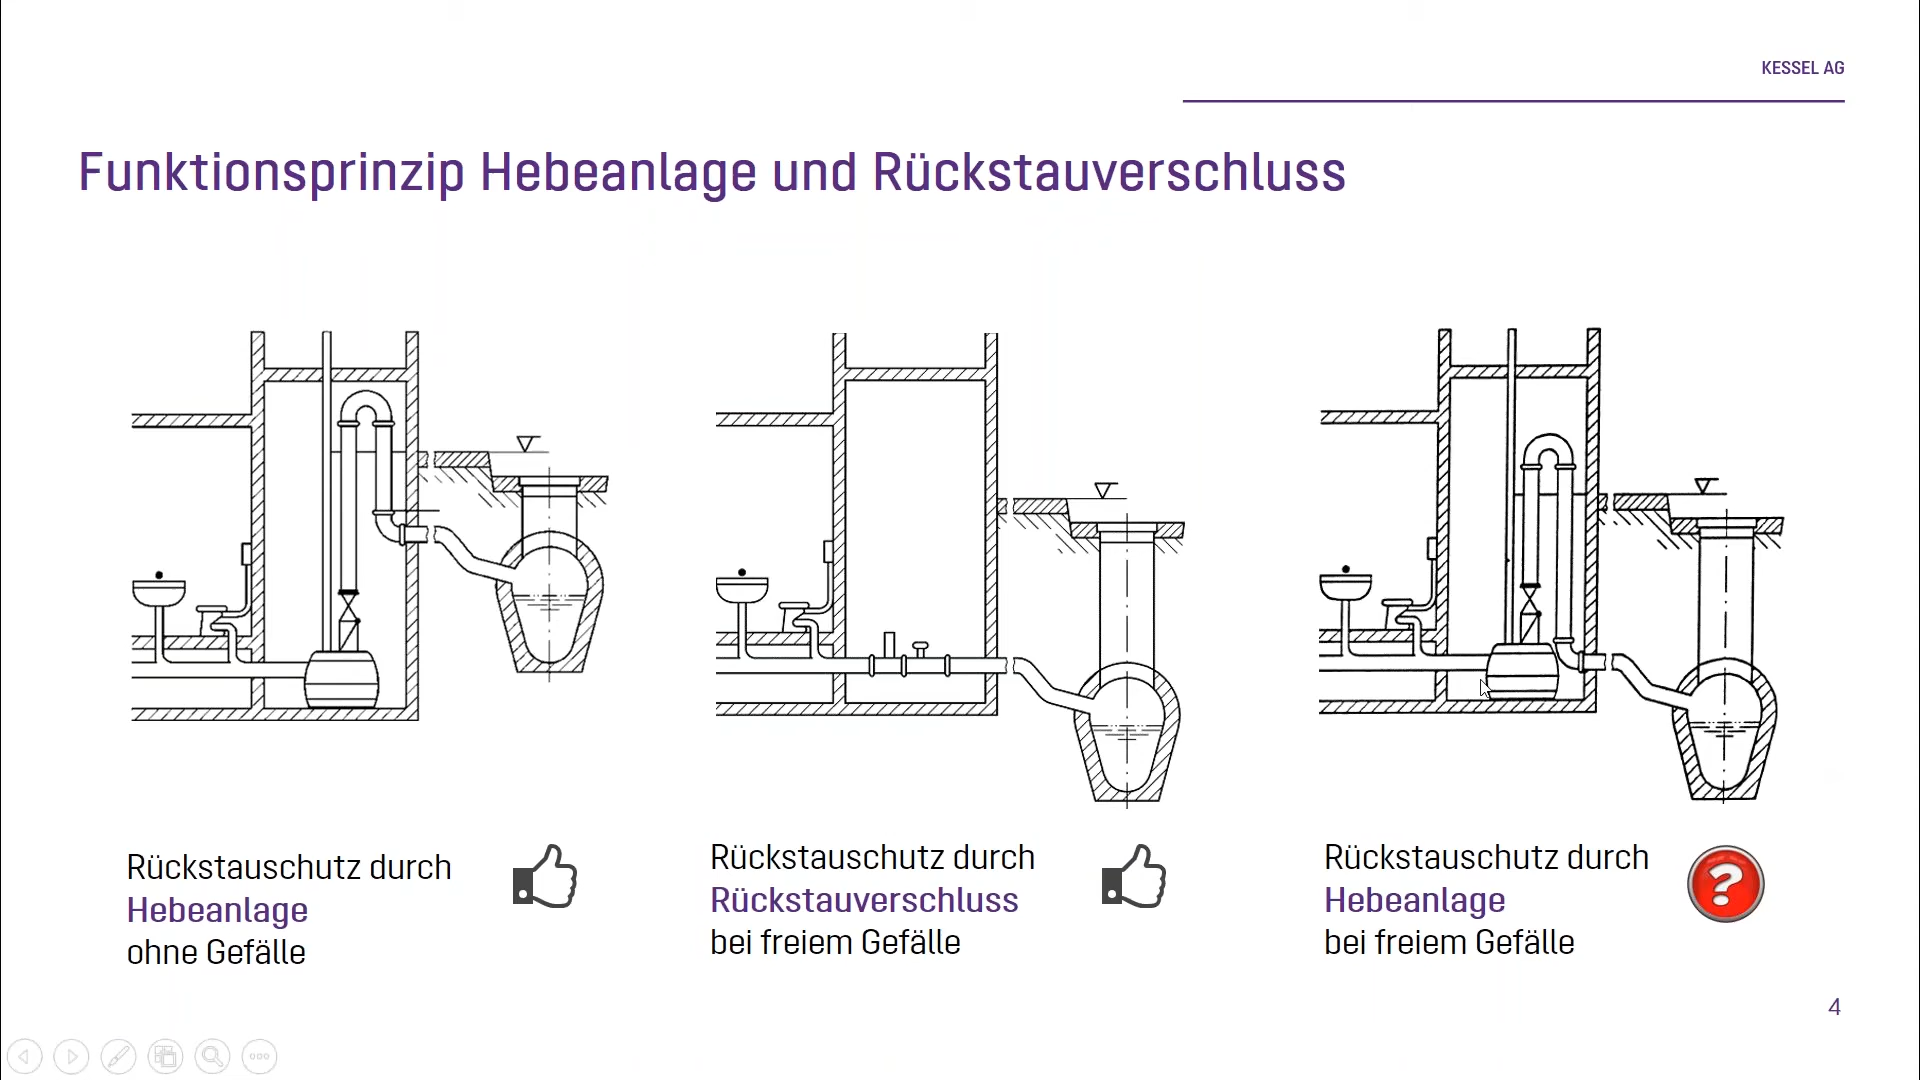 KESSEL AG
Funktionsprinzip Hebeanlage und Rückstauverschluss
Rückstauschutz durch
Hebeanlage
ohne Gefälle
Rückstauschutz durch
Rückstauverschluss
bei freiem Gefälle
Rückstauschutz durch
Hebeanlage
bei freiem Gefälle
?
4